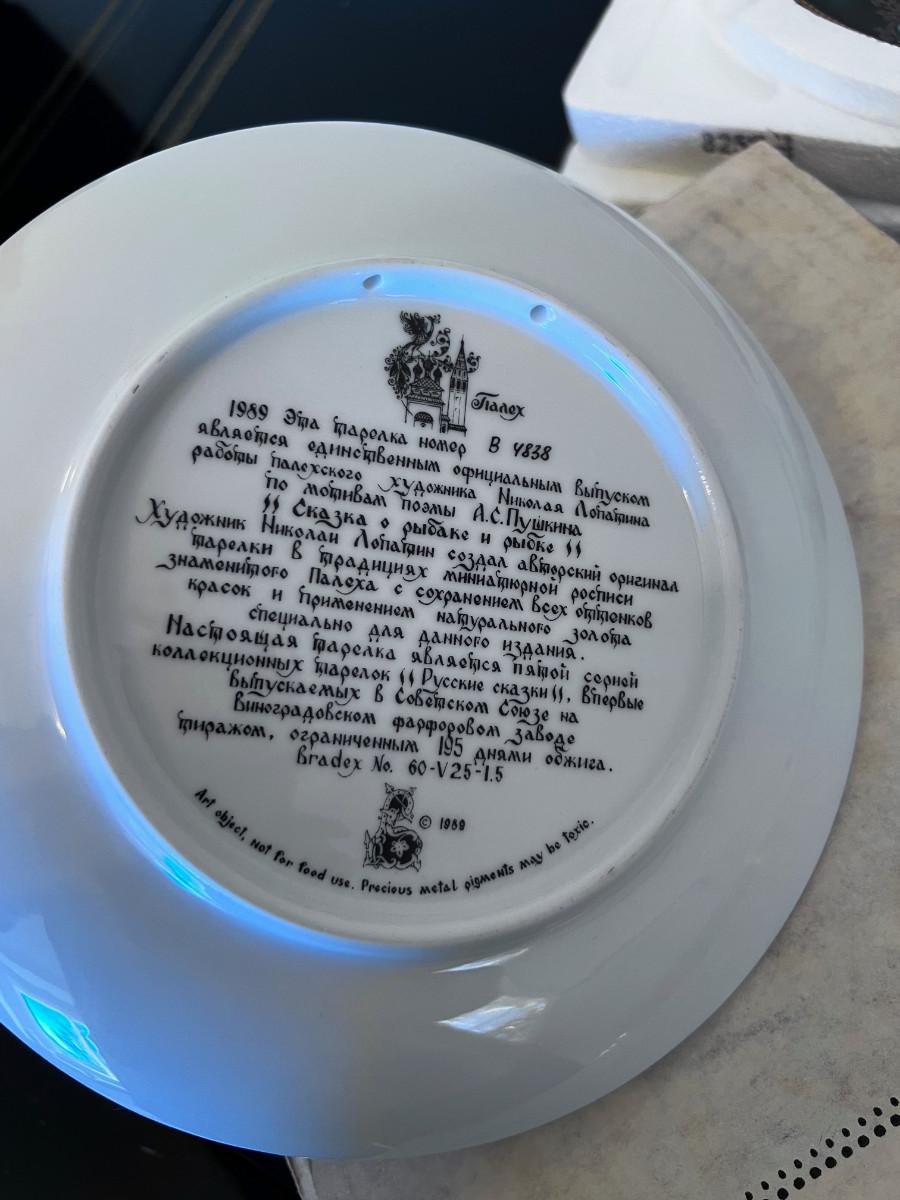 825
Палех
1989 Эта тарелка номер В 4838
является единственным официальным выпуском
работы палехского художника Николая Лопатина
по мотивам поэмы А.С.Пушкина
"Сказка о рыбаке и рыбке"
Художник Николай Лопатин создал авторский оригинал
тарелки в традициях миниатюрной росписи
знаменитого Палеха с сохранением всех оттенков
красок и применением натурального золота
специально для данного издания.
Настоящая тарелка является пятой серией
коллекционных тарелок "Русские сказки", впервые
выпускаемых в Советском Союзе на
Виноградовском фарфоровом заводе
тиражом, ограниченным 195 днями обжига.
Bradex No. 60-V25-1.5
© 1989
Art object, not for food use. Precious metal pigments may be toxic.